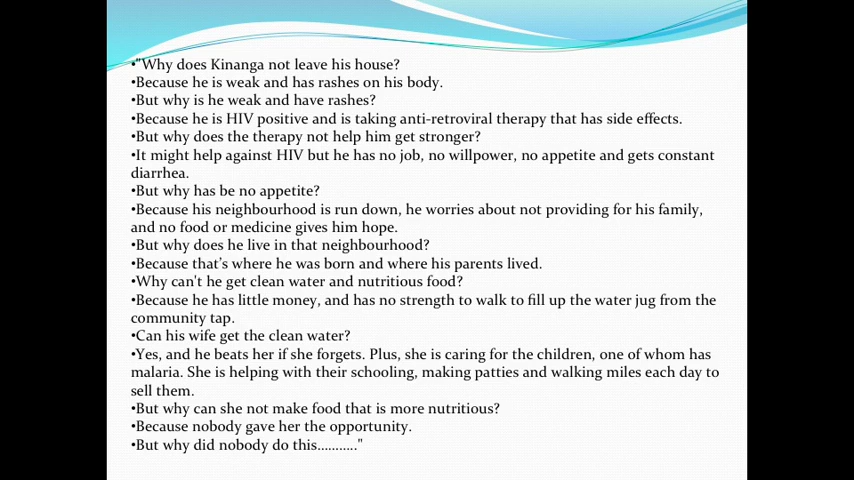 •"Why does Kinanga not leave his house?
•Because he is weak and has rashes on his body.
•But why is he weak and have rashes?
•Because he is HIV positive and is taking anti-retroviral therapy that has side effects.
•But why does the therapy not help him get stronger?
•It might help against HIV but he has no job, no willpower, no appetite and gets constant
diarrhea.
•But why has be no appetite?
•Because his neighbourhood is run down, he worries about not providing for his family,
and no food or medicine gives him hope.
•But why does he live in that neighbourhood?
•Because that's where he was born and where his parents lived.
•Why can't he get clean water and nutritious food?
•Because he has little money, and has no strength to walk to fill up the water jug from the
community tap.
•Can his wife get the clean water?
•Yes, and he beats her if she forgets. Plus, she is caring for the children, one of whom has
malaria. She is helping with their schooling, making patties and walking miles each day to
sell them.
•But why can she not make food that is more nutritious?
•Because nobody gave her the opportunity.
•But why did nobody do this..........."